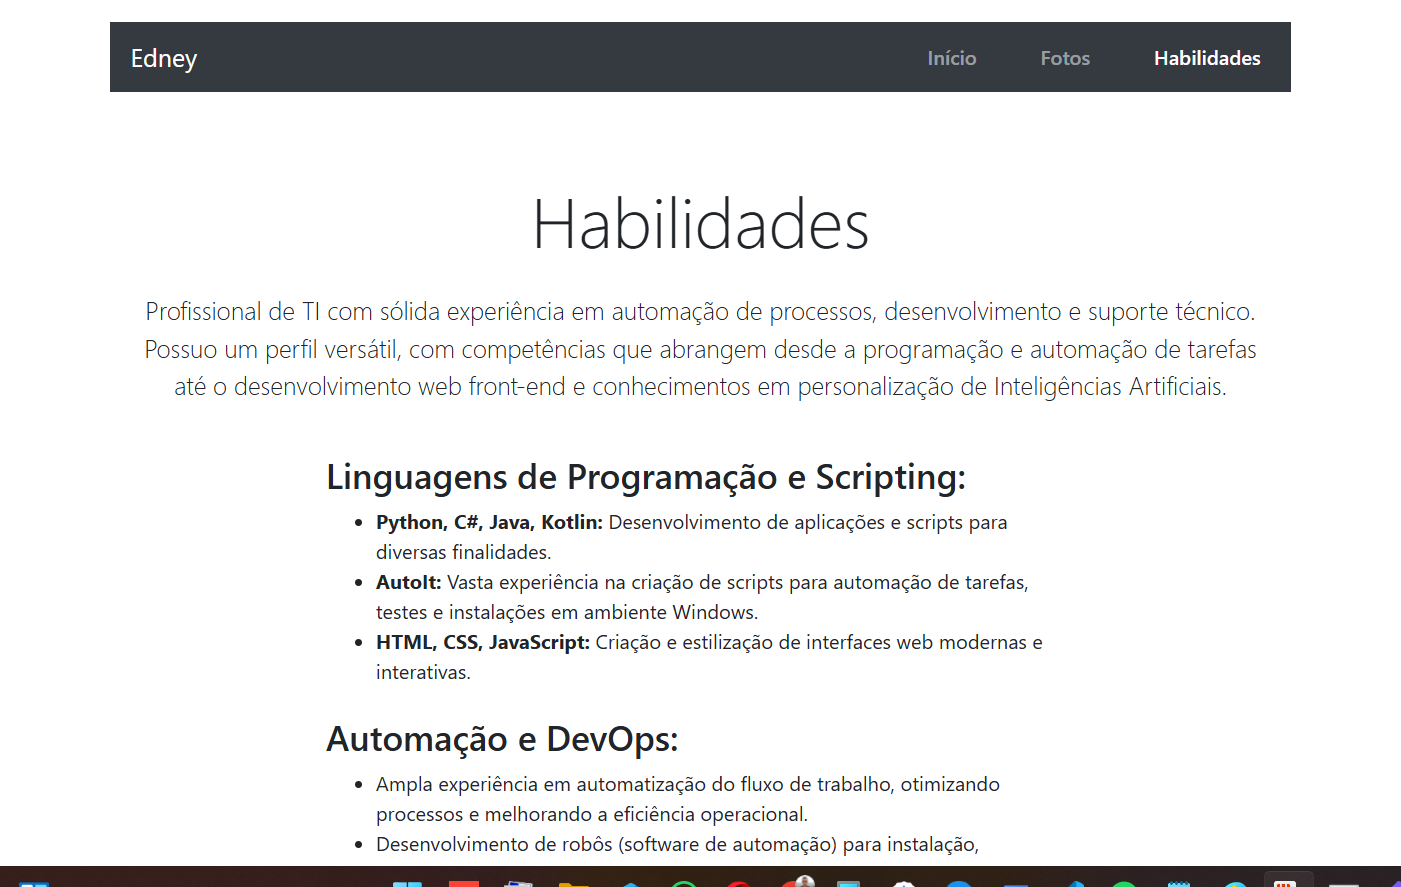 Edney
Início
Fotos
Habilidades
Habilidades
Profissional de TI com sólida experiência em automação de processos, desenvolvimento e suporte técnico.
Possuo um perfil versátil, com competências que abrangem desde a programação e automação de tarefas
até o desenvolvimento web front-end e conhecimentos em personalização de Inteligências Artificiais.
Linguagens de Programação e Scripting:
Python, C#, Java, Kotlin: Desenvolvimento de aplicações e scripts para
diversas finalidades.
AutoIt: Vasta experiência na criação de scripts para automação de tarefas,
testes e instalações em ambiente Windows.
HTML, CSS, JavaScript: Criação e estilização de interfaces web modernas e
interativas.
Automação e DevOps:
Ampla experiência em automatização do fluxo de trabalho, otimizando
processos e melhorando a eficiência operacional.
Desenvolvimento de robôs (software de automação) para instalação,